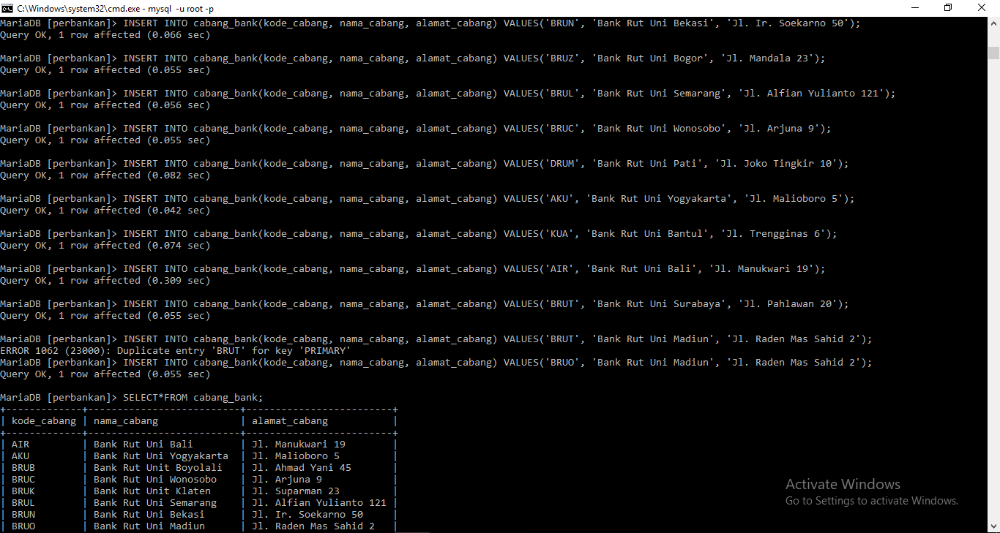 C:\Windows\system32\cmd.exe - mysql  -u root -p
MariaDB [perbankan]> INSERT INTO cabang_bank(kode_cabang, nama_cabang, alamat_cabang) VALUES('BRUN', 'Bank Rut Uni Bekasi', 'Jl. Ir. Soekarno 50');
Query OK, 1 row affected (0.066 sec)
MariaDB [perbankan]> INSERT INTO cabang_bank(kode_cabang, nama_cabang, alamat_cabang) VALUES('BRUZ', 'Bank Rut Uni Bogor', 'Jl. Mandala 23');
Query OK, 1 row affected (0.055 sec)
MariaDB [perbankan]> INSERT INTO cabang_bank(kode_cabang, nama_cabang, alamat_cabang) VALUES('BRUL', 'Bank Rut Uni Semarang', 'Jl. Alfian Yulianto 121');
Query OK, 1 row affected (0.056 sec)
MariaDB [perbankan]> INSERT INTO cabang_bank(kode_cabang, nama_cabang, alamat_cabang) VALUES('BRUC', 'Bank Rut Uni Wonosobo', 'Jl. Arjuna 9');
Query OK, 1 row affected (0.055 sec)
MariaDB [perbankan]> INSERT INTO cabang_bank(kode_cabang, nama_cabang, alamat_cabang) VALUES('DRUM', 'Bank Rut Uni Pati', 'Jl. Joko Tingkir 10');
Query OK, 1 row affected (0.082 sec)
MariaDB [perbankan]> INSERT INTO cabang_bank(kode_cabang, nama_cabang, alamat_cabang) VALUES('AKU', 'Bank Rut Uni Yogyakarta', 'Jl. Malioboro 5');
Query OK, 1 row affected (0.042 sec)
MariaDB [perbankan]> INSERT INTO cabang_bank(kode_cabang, nama_cabang, alamat_cabang) VALUES('KUA', 'Bank Rut Uni Bantul', 'Jl. Trengginas 6');
Query OK, 1 row affected (0.074 sec)
MariaDB [perbankan]> INSERT INTO cabang_bank(kode_cabang, nama_cabang, alamat_cabang) VALUES('AIR', 'Bank Rut Uni Bali', 'Jl. Manukwari 19');
Query OK, 1 row affected (0.309 sec)
MariaDB [perbankan]> INSERT INTO cabang_bank(kode_cabang, nama_cabang, alamat_cabang) VALUES('BRUT', 'Bank Rut Uni Surabaya', 'Jl. Pahlawan 20');
Query OK, 1 row affected (0.055 sec)
MariaDB [perbankan]> INSERT INTO cabang_bank(kode_cabang, nama_cabang, alamat_cabang) VALUES('BRUT', 'Bank Rut Uni Madiun', 'Jl. Raden Mas Sahid 2');
ERROR 1062 (23000): Duplicate entry 'BRUT' for key 'PRIMARY'
MariaDB [perbankan]> INSERT INTO cabang_bank(kode_cabang, nama_cabang, alamat_cabang) VALUES('BRUO', 'Bank Rut Uni Madiun', 'Jl. Raden Mas Sahid 2');
Query OK, 1 row affected (0.055 sec)
MariaDB [perbankan]> SELECT*FROM cabang_bank;
+-------------+--------------------------+-------------------------+
| kode_cabang | nama_cabang              | alamat_cabang           |
+-------------+--------------------------+-------------------------+
| AIR         | Bank Rut Uni Bali        | Jl. Manukwari 19        |
| AKU         | Bank Rut Uni Yogyakarta  | Jl. Malioboro 5         |
| BRUB        | Bank Rut Unit Boyolali   | Jl. Ahmad Yani 45       |
| BRUC        | Bank Rut Uni Wonosobo    | Jl. Arjuna 9            |
| BRUK        | Bank Rut Unit Klaten     | Jl. Suparman 23         |
| BRUL        | Bank Rut Uni Semarang    | Jl. Alfian Yulianto 121 |
| BRUN        | Bank Rut Uni Bekasi      | Jl. Ir. Soekarno 50     |
| BRUO        | Bank Rut Uni Madiun      | Jl. Raden Mas Sahid 2   |
Activate Windows
Go to Settings to activate Windows.